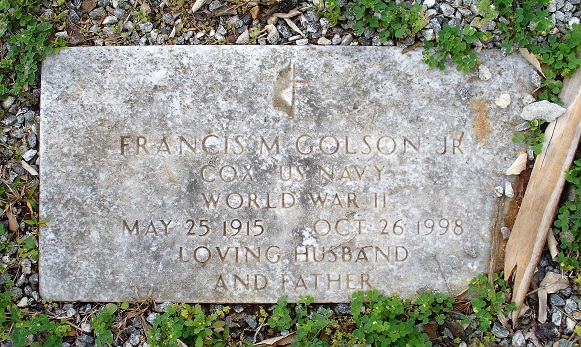 FRANCIS M GOLSON JR
COX US NAVY
WORLD WAR II
MAY 25 1915 OCT 26 1998
LOVING HUSBAND
AND FATHER